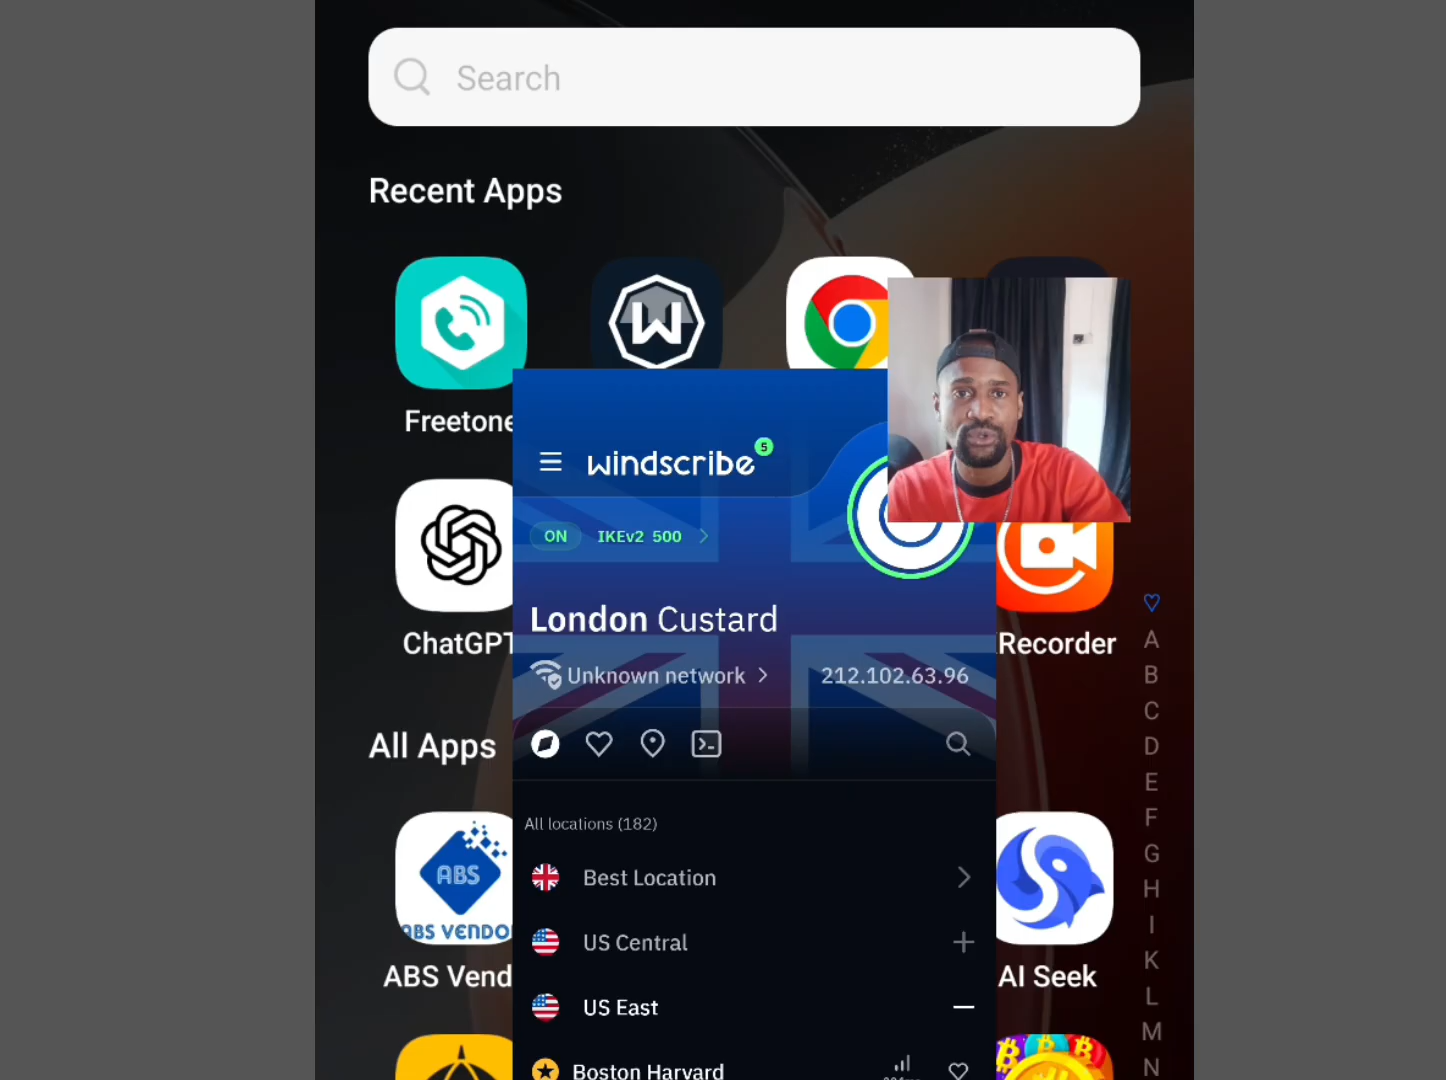 Search
Recent Apps
Freetone
ChatGPT
Recorder
All Apps
ABS
ABS VENDO
ABS Vend
AI Seek
windscribe 5
ON IKEv2 500
London Custard
Unknown network 212.102.63.96
All locations (182)
Best Location
US Central
US East
Boston Harvard
A
B
C
D
E
F
G
H
I
K
L
M
N